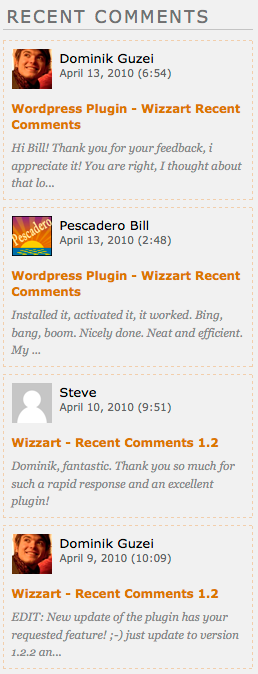 RECENT COMMENTS
Dominik Guzei
April 13, 2010 (6:54)
Wordpress Plugin - Wizzart Recent
Comments
Hi Bill! Thank you for your feedback, i
appreciate it! You are right, I thought about
that lo...
Pescadero
Pescadero Bill
April 13, 2010 (2:48)
Wordpress Plugin - Wizzart Recent
Comments
Installed it, activated it, it worked. Bing,
bang, boom. Nicely done. Neat and efficient.
My ...
Steve
April 10, 2010 (9:51)
Wizzart - Recent Comments 1.2
Dominik, fantastic. Thank you so much for
such a rapid response and an excellent
plugin!
Dominik Guzei
April 9, 2010 (10:09)
Wizzart - Recent Comments 1.2
EDIT: New update of the plugin has your
requested feature! ;-) just update to version
1.2.2 an...